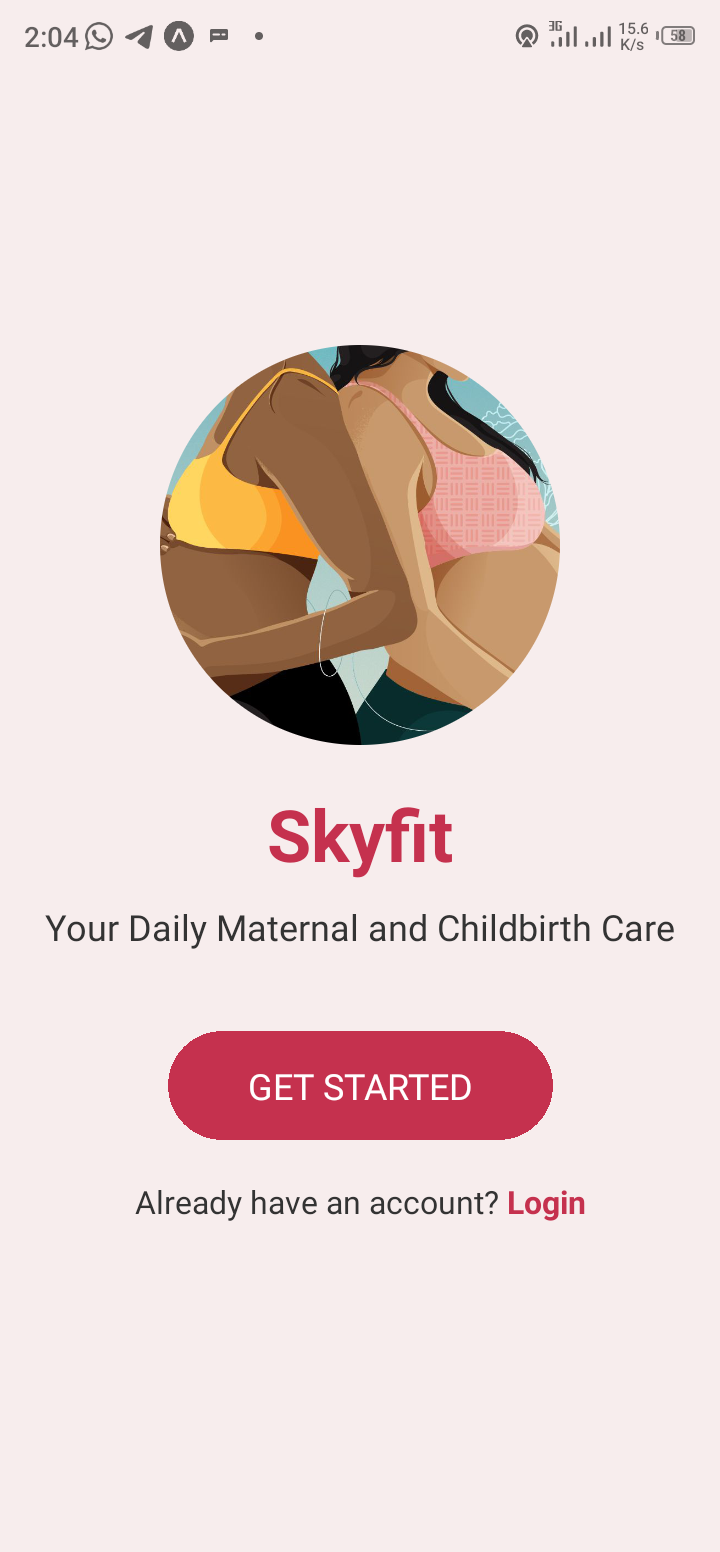 2:04 3G 15.6 K/s 58
Skyfit
Your Daily Maternal and Childbirth Care
GET STARTED
Already have an account? Login